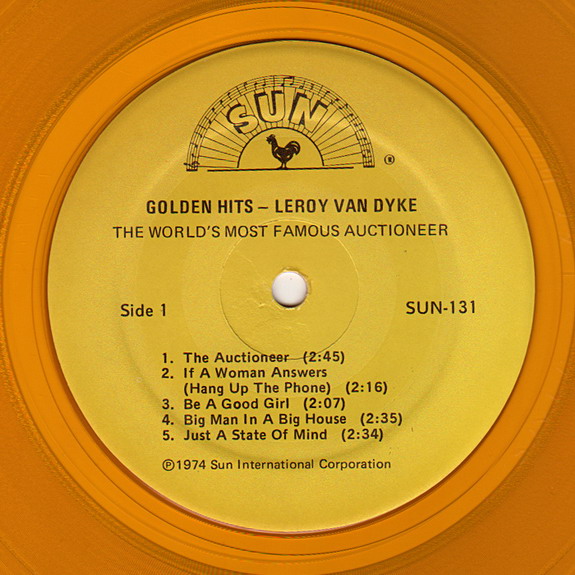 SUN
®
GOLDEN HITS – LEROY VAN DYKE
THE WORLD'S MOST FAMOUS AUCTIONEER
Side 1 SUN-131
1. The Auctioneer (2:45)
2. If A Woman Answers
(Hang Up The Phone) (2:16)
3. Be A Good Girl (2:07)
4. Big Man In A Big House (2:35)
5. Just A State Of Mind (2:34)
℗1974 Sun International Corporation